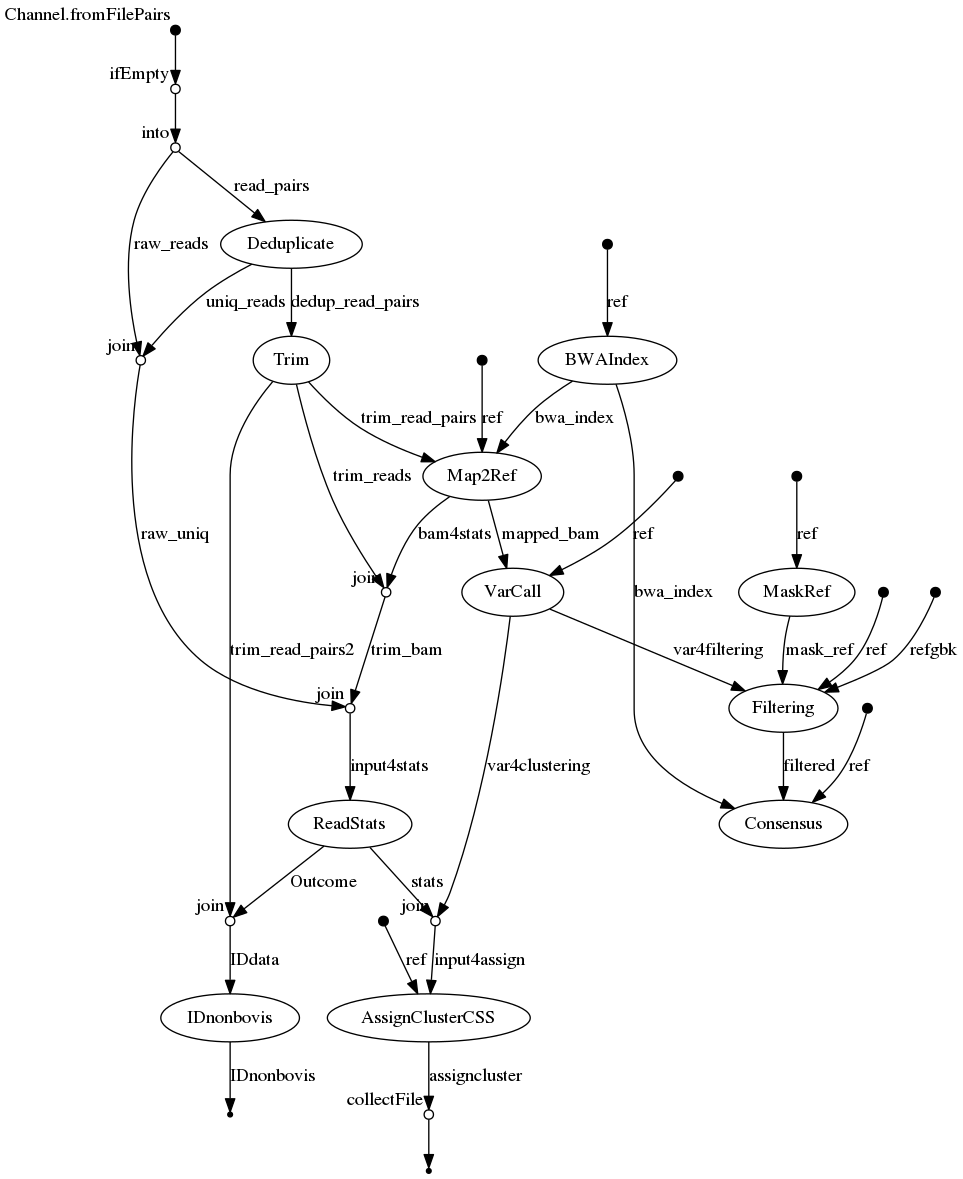 Channel.fromFilePairs
ifEmpty
into
read_pairs
raw_reads
Deduplicate
uniq_reads
dedup_read_pairs
ref
join
Trim
BWAIndex
trim_read_pairs
ref
bwa_index
trim_reads
Map2Ref
raw_uniq
bam4stats
mapped_bam
ref
ref
join
VarCall
bwa_index
MaskRef
trim_read_pairs2
trim_bam
var4filtering
mask_ref
ref
refgbk
join
Filtering
input4stats
var4clustering
filtered
ref
ReadStats
Consensus
Outcome
stats
join
join
IDdata
ref
input4assign
IDnonbovis
AssignClusterCSS
IDnonbovis
assigncluster
collectFile